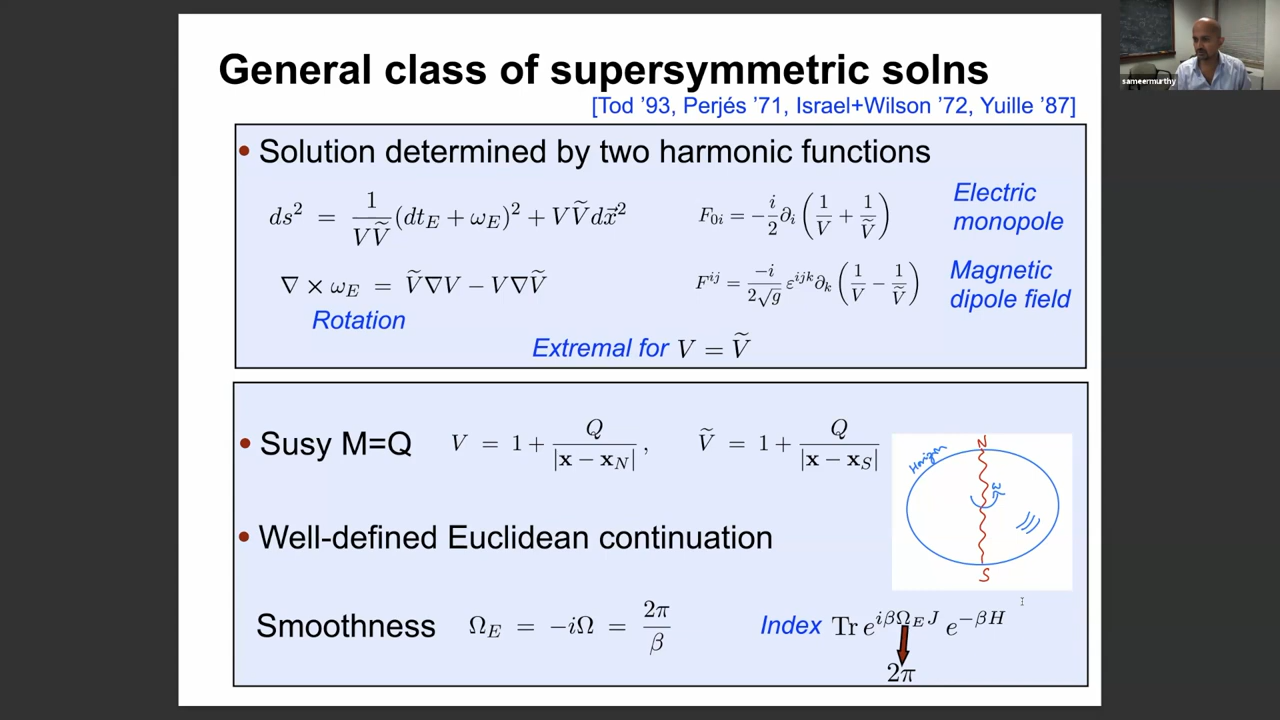 General class of supersymmetric solns
[Tod '93, Perjés '71, Israel+Wilson '72, Yuille '87]
• Solution determined by two harmonic functions
ds² = 1/(VṼ) (dt_E + ω_E)² + VṼdx⃗²
F_{0i} = −i/2 ∂_i (1/V + 1/Ṽ)
Electric
monopole
∇ × ω_E = Ṽ∇V − V∇Ṽ
F^{ij} = −i/(2√g) ε^{ijk}∂_k (1/V − 1/Ṽ)
Magnetic
dipole field
Rotation
Extremal for V = Ṽ
• Susy M=Q
V = 1 + Q/|x − x_N| ,
Ṽ = 1 + Q/|x − x_S|
N
Horizon
S
• Well-defined Euclidean continuation
Smoothness Ω_E = −iΩ = 2π/β
Index Tr e^{iβΩ_E J} e^{−βH}
2π
sameermurthy